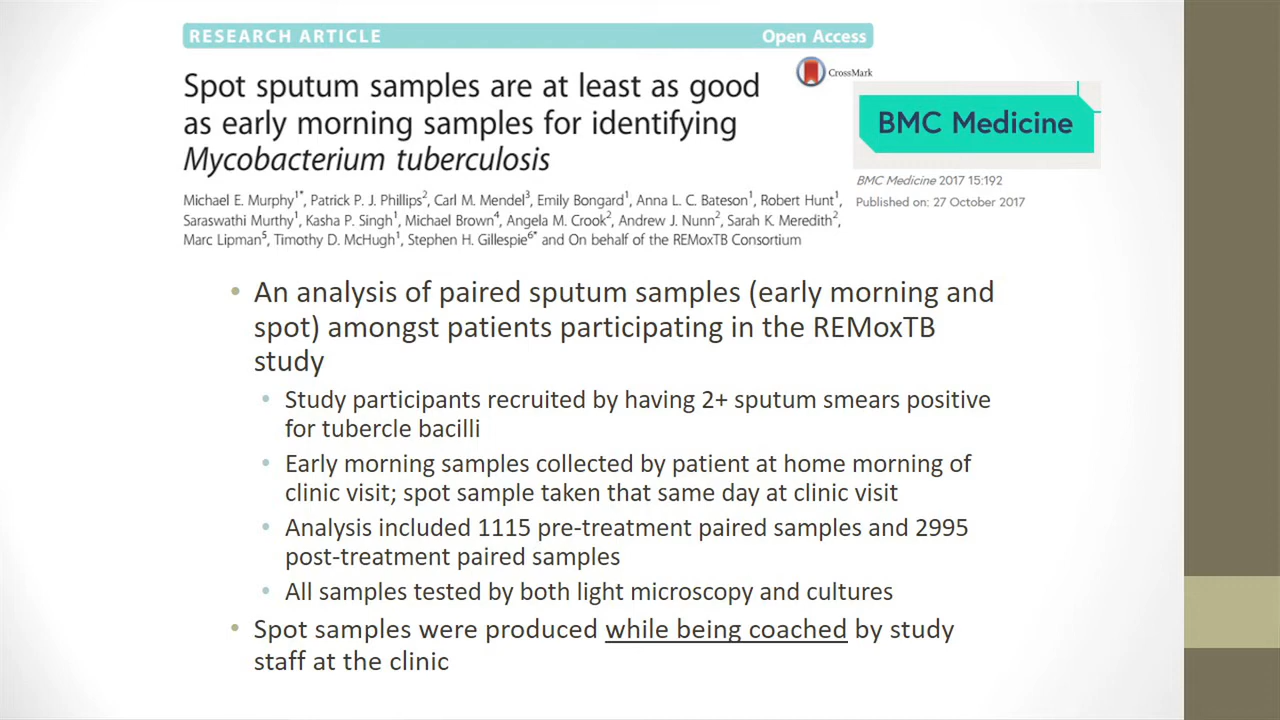 RESEARCH ARTICLE Open Access
CrossMark
Spot sputum samples are at least as good
as early morning samples for identifying
Mycobacterium tuberculosis
BMC Medicine
BMC Medicine 2017 15:192
Published on: 27 October 2017
Michael E. Murphy1*, Patrick P. J. Phillips2, Carl M. Mendel3, Emily Bongard1, Anna L. C. Bateson1, Robert Hunt1,
Saraswathi Murthy1, Kasha P. Singh1, Michael Brown4, Angela M. Crook2, Andrew J. Nunn2, Sarah K. Meredith2,
Marc Lipman5, Timothy D. McHugh1, Stephen H. Gillespie6* and On behalf of the REMoxTB Consortium
• An analysis of paired sputum samples (early morning and
spot) amongst patients participating in the REMoxTB
study
• Study participants recruited by having 2+ sputum smears positive
for tubercle bacilli
• Early morning samples collected by patient at home morning of
clinic visit; spot sample taken that same day at clinic visit
• Analysis included 1115 pre-treatment paired samples and 2995
post-treatment paired samples
• All samples tested by both light microscopy and cultures
• Spot samples were produced while being coached by study
staff at the clinic